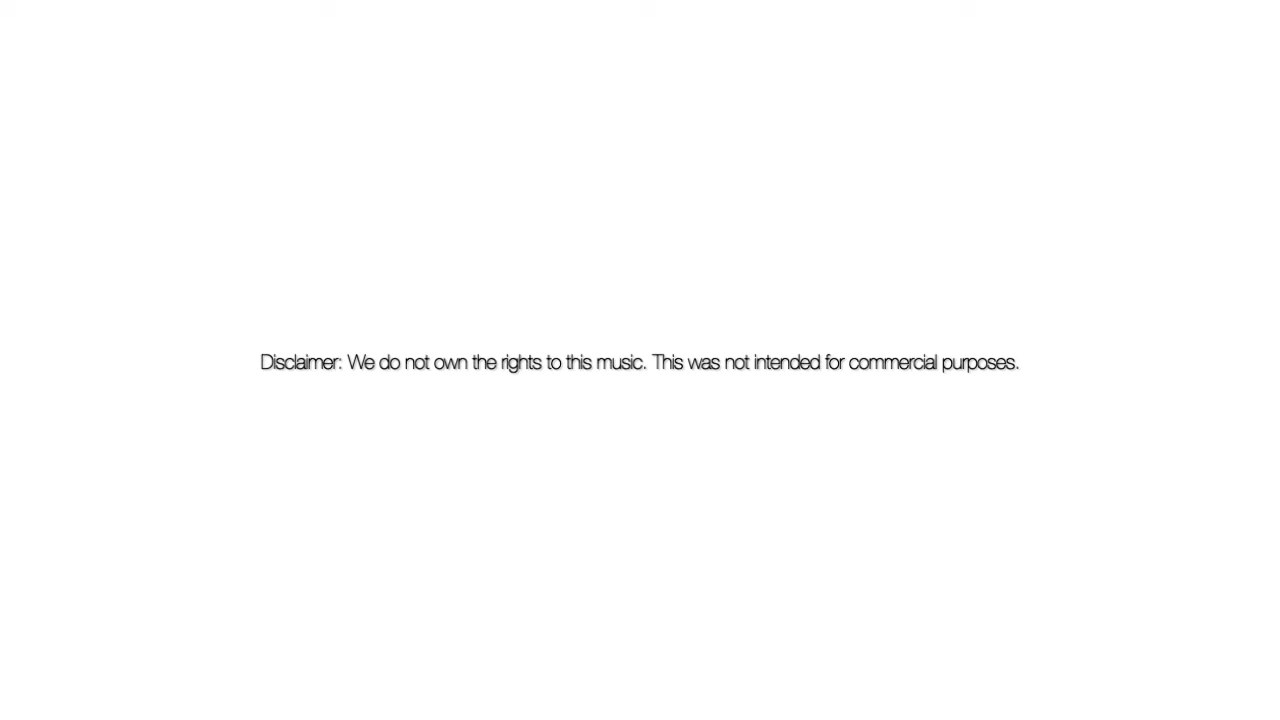 Disclaimer: We do not own the rights to this music. This was not intended for commercial purposes.